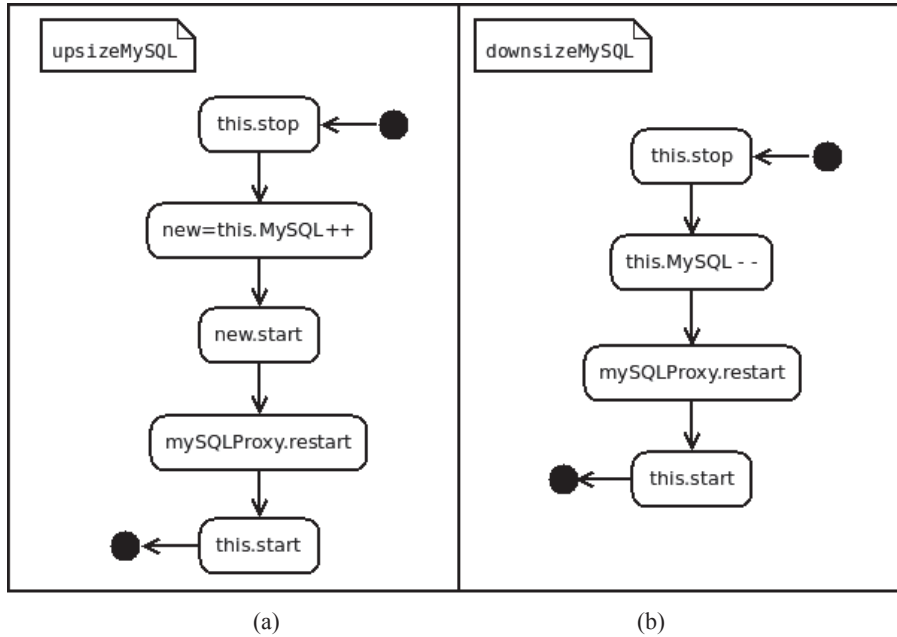 upsizeMySQL
this.stop
new=this.MySQL++
new.start
mySQLProxy.restart
this.start
(a)
downsizeMySQL
this.stop
this.MySQL - -
mySQLProxy.restart
this.start
(b)